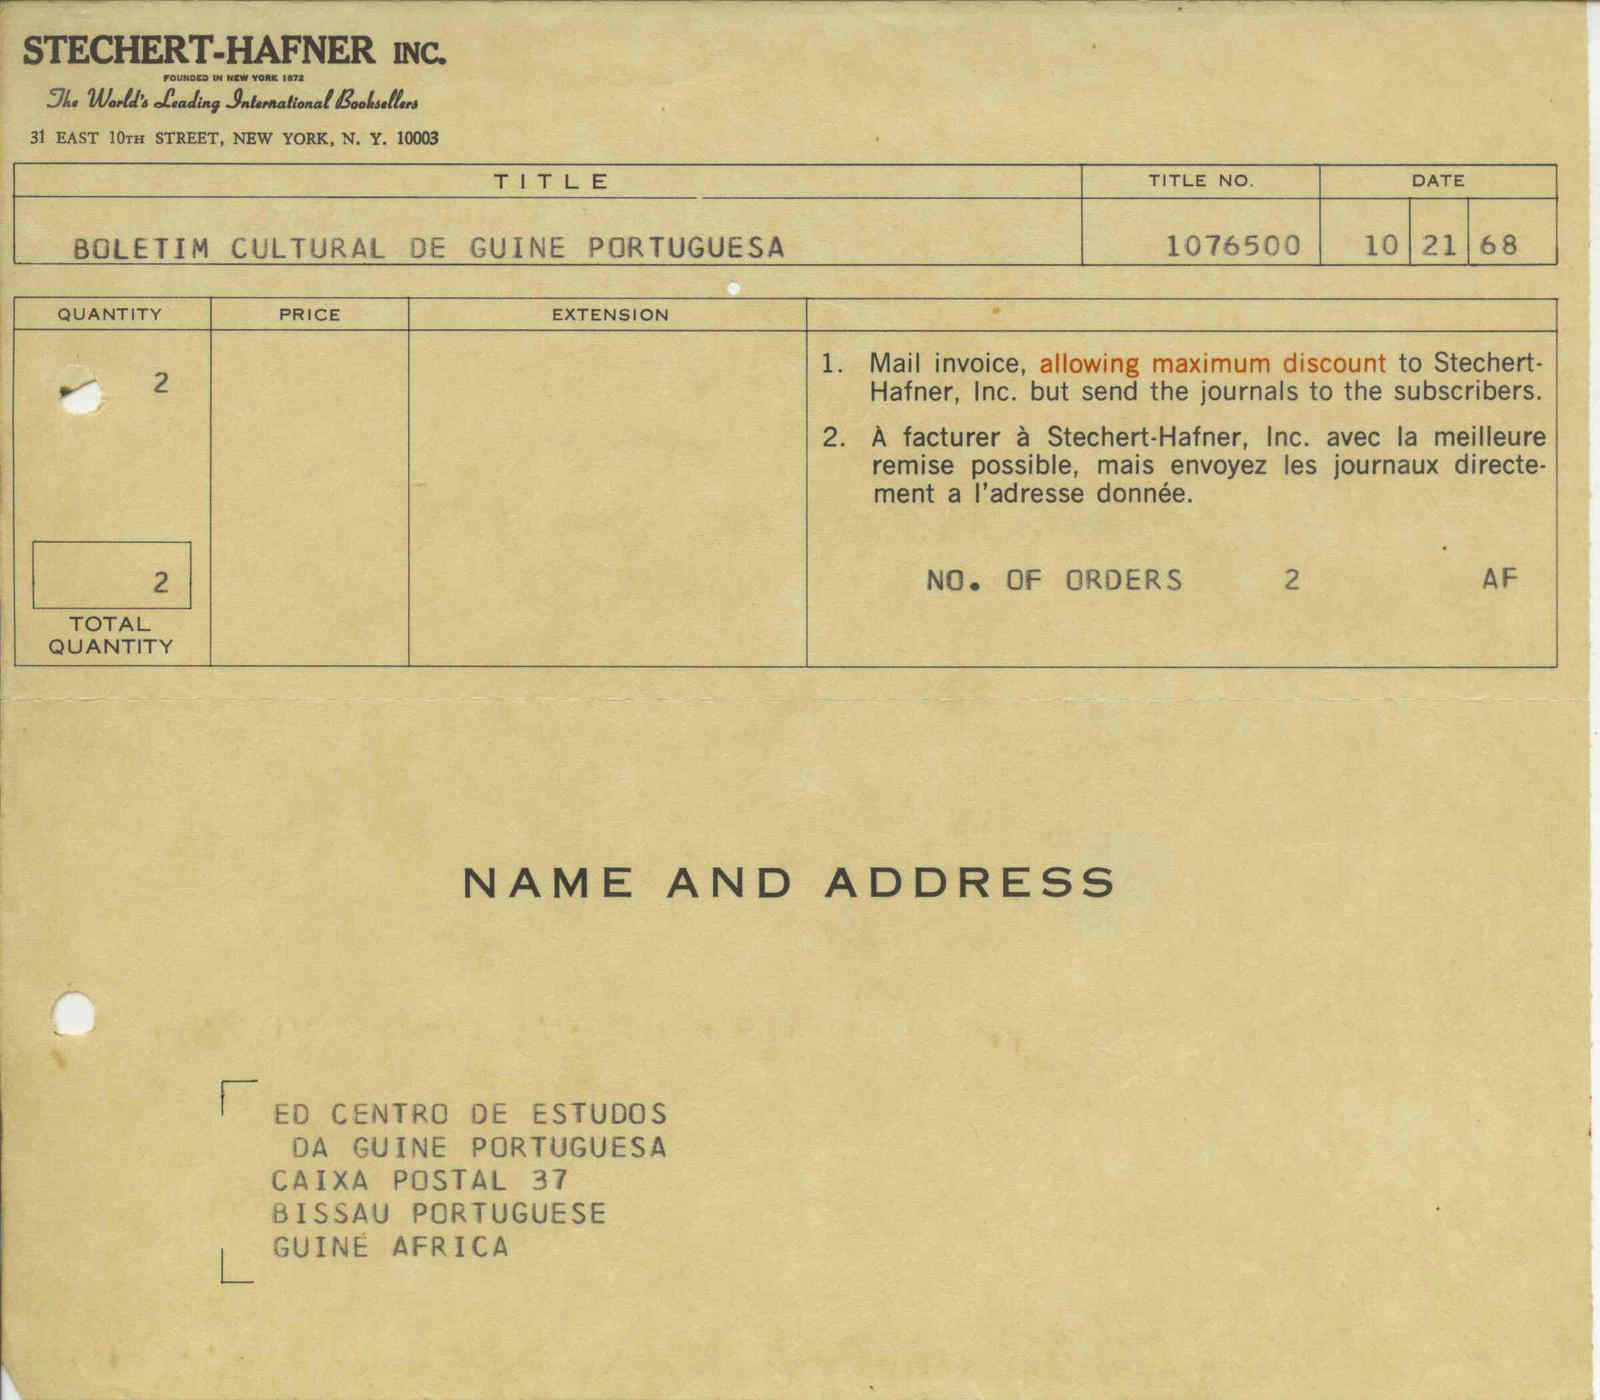 STECHERT-HAFNER INC.
FOUNDED IN NEW YORK 1872
The World's Leading International Booksellers
31 EAST 10TH STREET, NEW YORK, N. Y. 10003
TITLE TITLE NO. DATE
BOLETIM CULTURAL DE GUINE PORTUGUESA 1076500 10 21 68
QUANTITY PRICE EXTENSION
2
1. Mail invoice, allowing maximum discount to Stechert-
Hafner, Inc. but send the journals to the subscribers.
2. À facturer à Stechert-Hafner, Inc. avec la meilleure
remise possible, mais envoyez les journaux directe-
ment a l'adresse donnée.
2
NO. OF ORDERS 2 AF
TOTAL
QUANTITY
NAME AND ADDRESS
ED CENTRO DE ESTUDOS
DA GUINE PORTUGUESA
CAIXA POSTAL 37
BISSAU PORTUGUESE
GUINE AFRICA